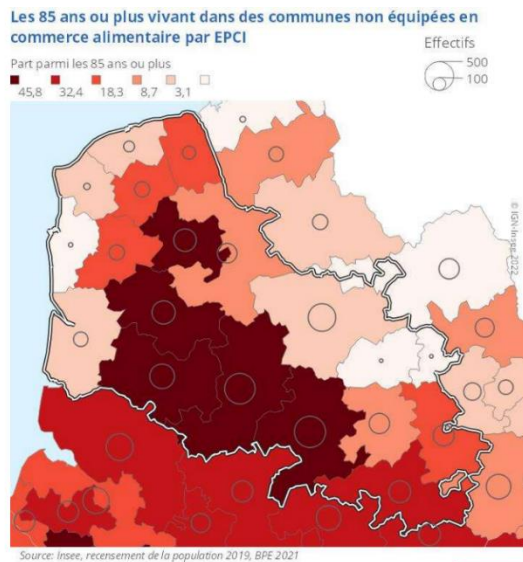 Les 85 ans ou plus vivant dans des communes non équipées en
commerce alimentaire par EPCI
Effectifs
500
100
Part parmi les 85 ans ou plus
45,8 32,4 18,3 8,7 3,1
© IGN-Insee 2022
Source: Insee, recensement de la population 2019, BPE 2021